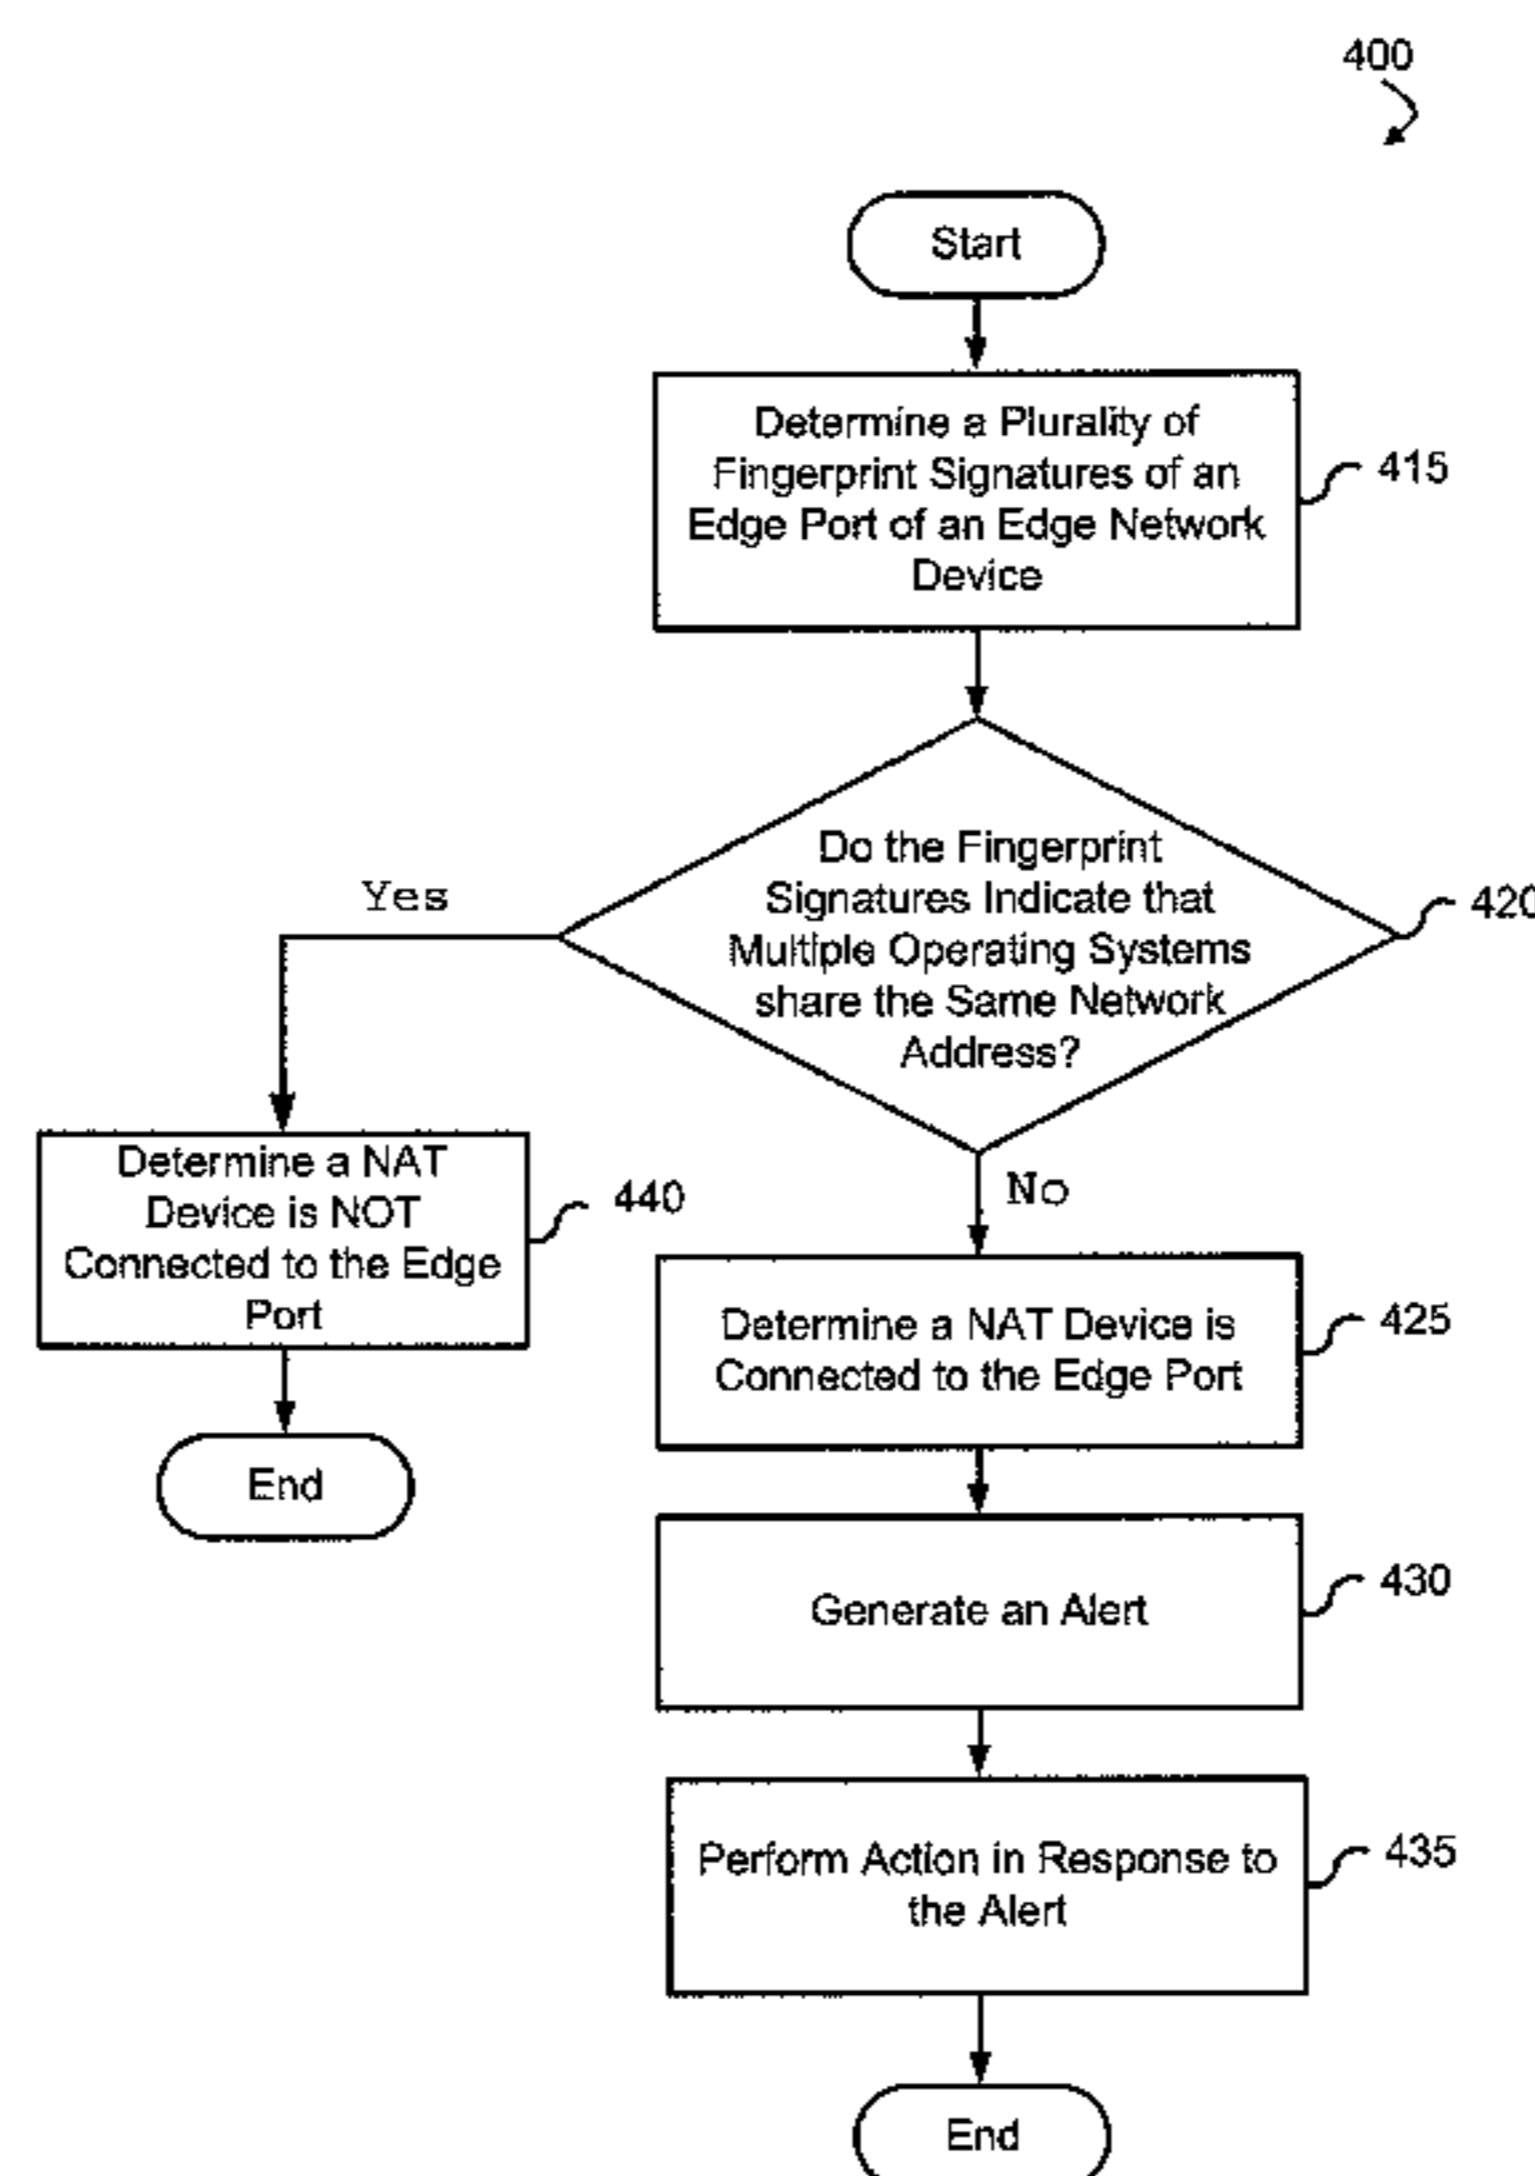 400
Start
Determine a Plurality of
Fingerprint Signatures of an
Edge Port of an Edge Network
Device
415
Do the Fingerprint
Signatures Indicate that
Multiple Operating Systems
share the Same Network
Address?
420
Yes
No
Determine a NAT
Device is NOT
Connected to the Edge
Port
440
End
Determine a NAT Device is
Connected to the Edge Port
425
Generate an Alert
430
Perform Action in Response to
the Alert
435
End